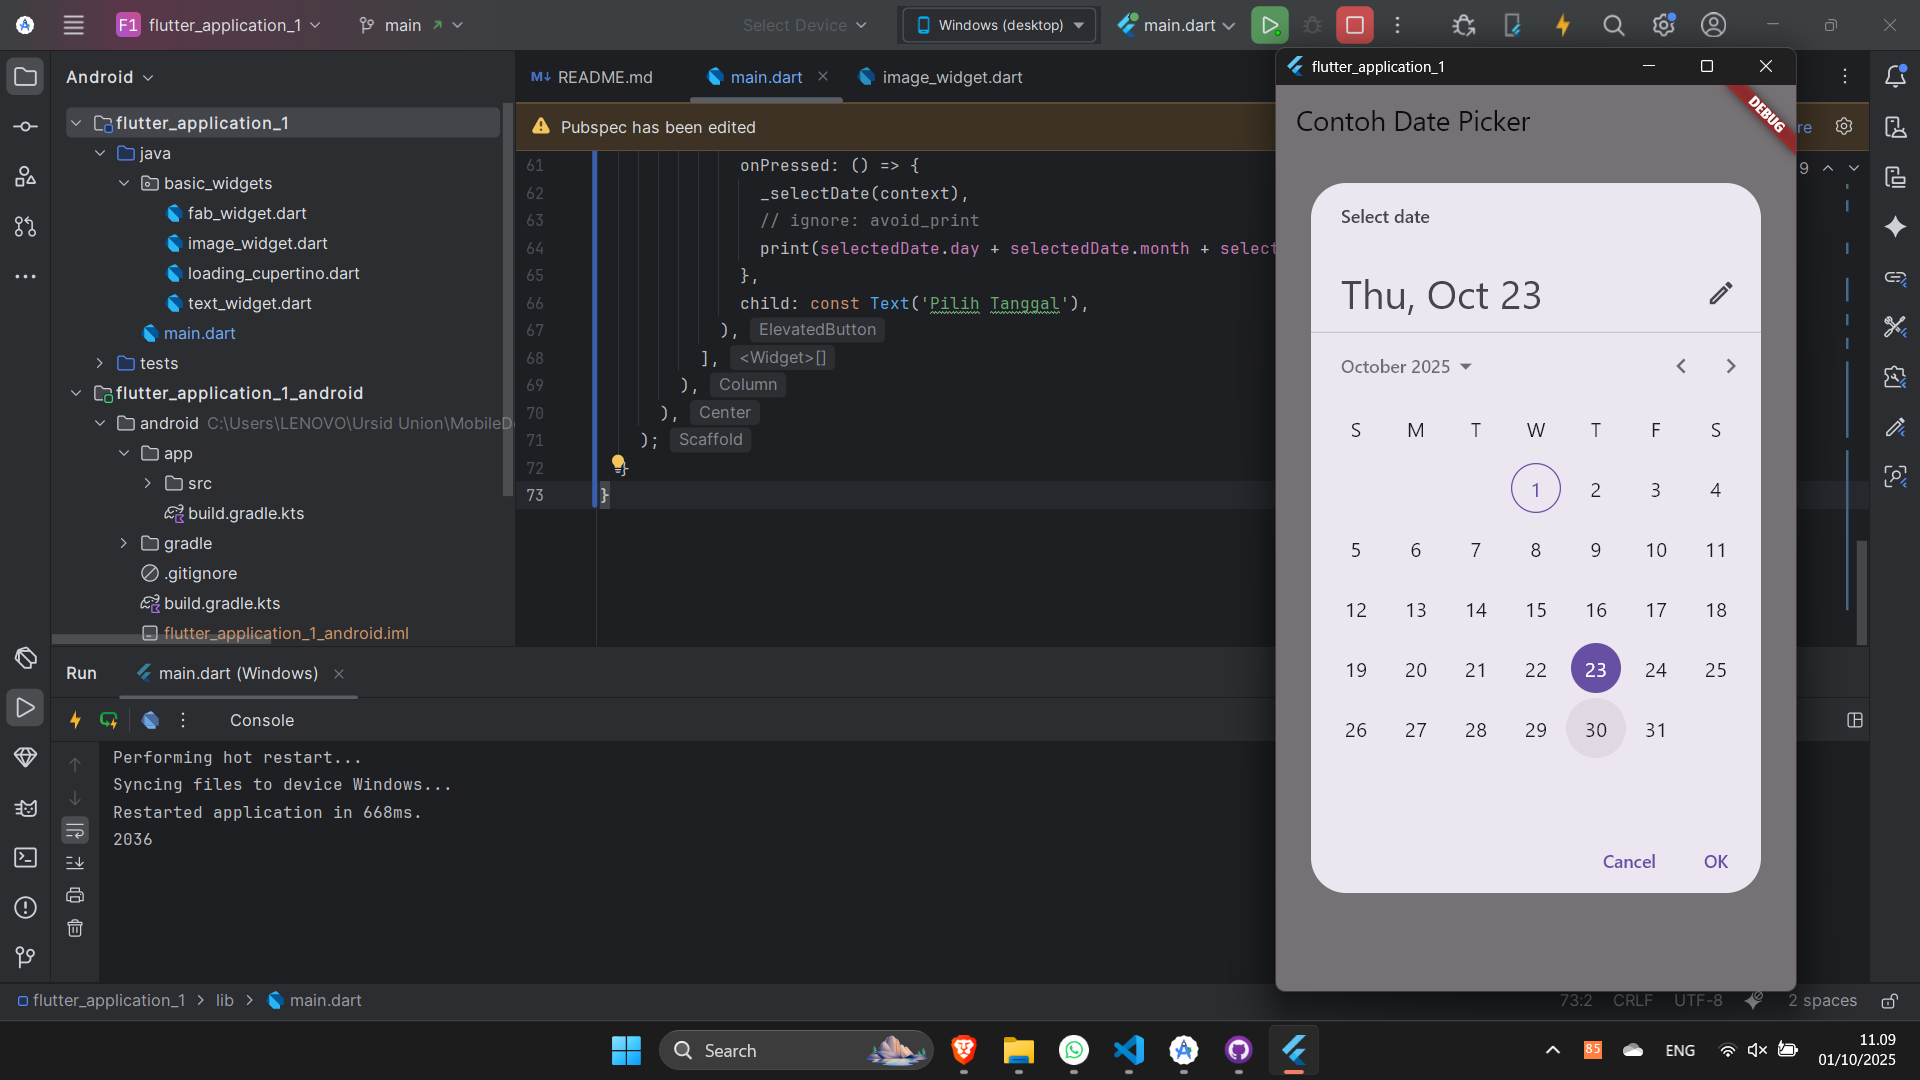 F1 flutter_application_1
main
Select Device
Windows (desktop)
main.dart
Android
flutter_application_1
java
basic_widgets
fab_widget.dart
image_widget.dart
loading_cupertino.dart
text_widget.dart
main.dart
tests
flutter_application_1_android
android C:\Users\LENOVO\Ursid Union\MobileD
app
src
build.gradle.kts
gradle
.gitignore
build.gradle.kts
flutter_application_1_android.iml
M↓ README.md
main.dart
image_widget.dart
Pubspec has been edited
re
9
61 onPressed: () => {
62 _selectDate(context),
63 // ignore: avoid_print
64 print(selectedDate.day + selectedDate.month + select
65 },
66 child: const Text('Pilih Tanggal'),
67 ), ElevatedButton
68 ], <Widget>[]
69 ), Column
70 ), Center
71 ); Scaffold
72 }
73 }
Run
main.dart (Windows)
Console
Performing hot restart...
Syncing files to device Windows...
Restarted application in 668ms.
2036
flutter_application_1
DEBUG
Contoh Date Picker
Select date
Thu, Oct 23
October 2025
S M T W T F S
1 2 3 4
5 6 7 8 9 10 11
12 13 14 15 16 17 18
19 20 21 22 23 24 25
26 27 28 29 30 31
Cancel OK
flutter_application_1 > lib > main.dart
73:2 CRLF UTF-8 2 spaces
Search
85
ENG
11.09
01/10/2025